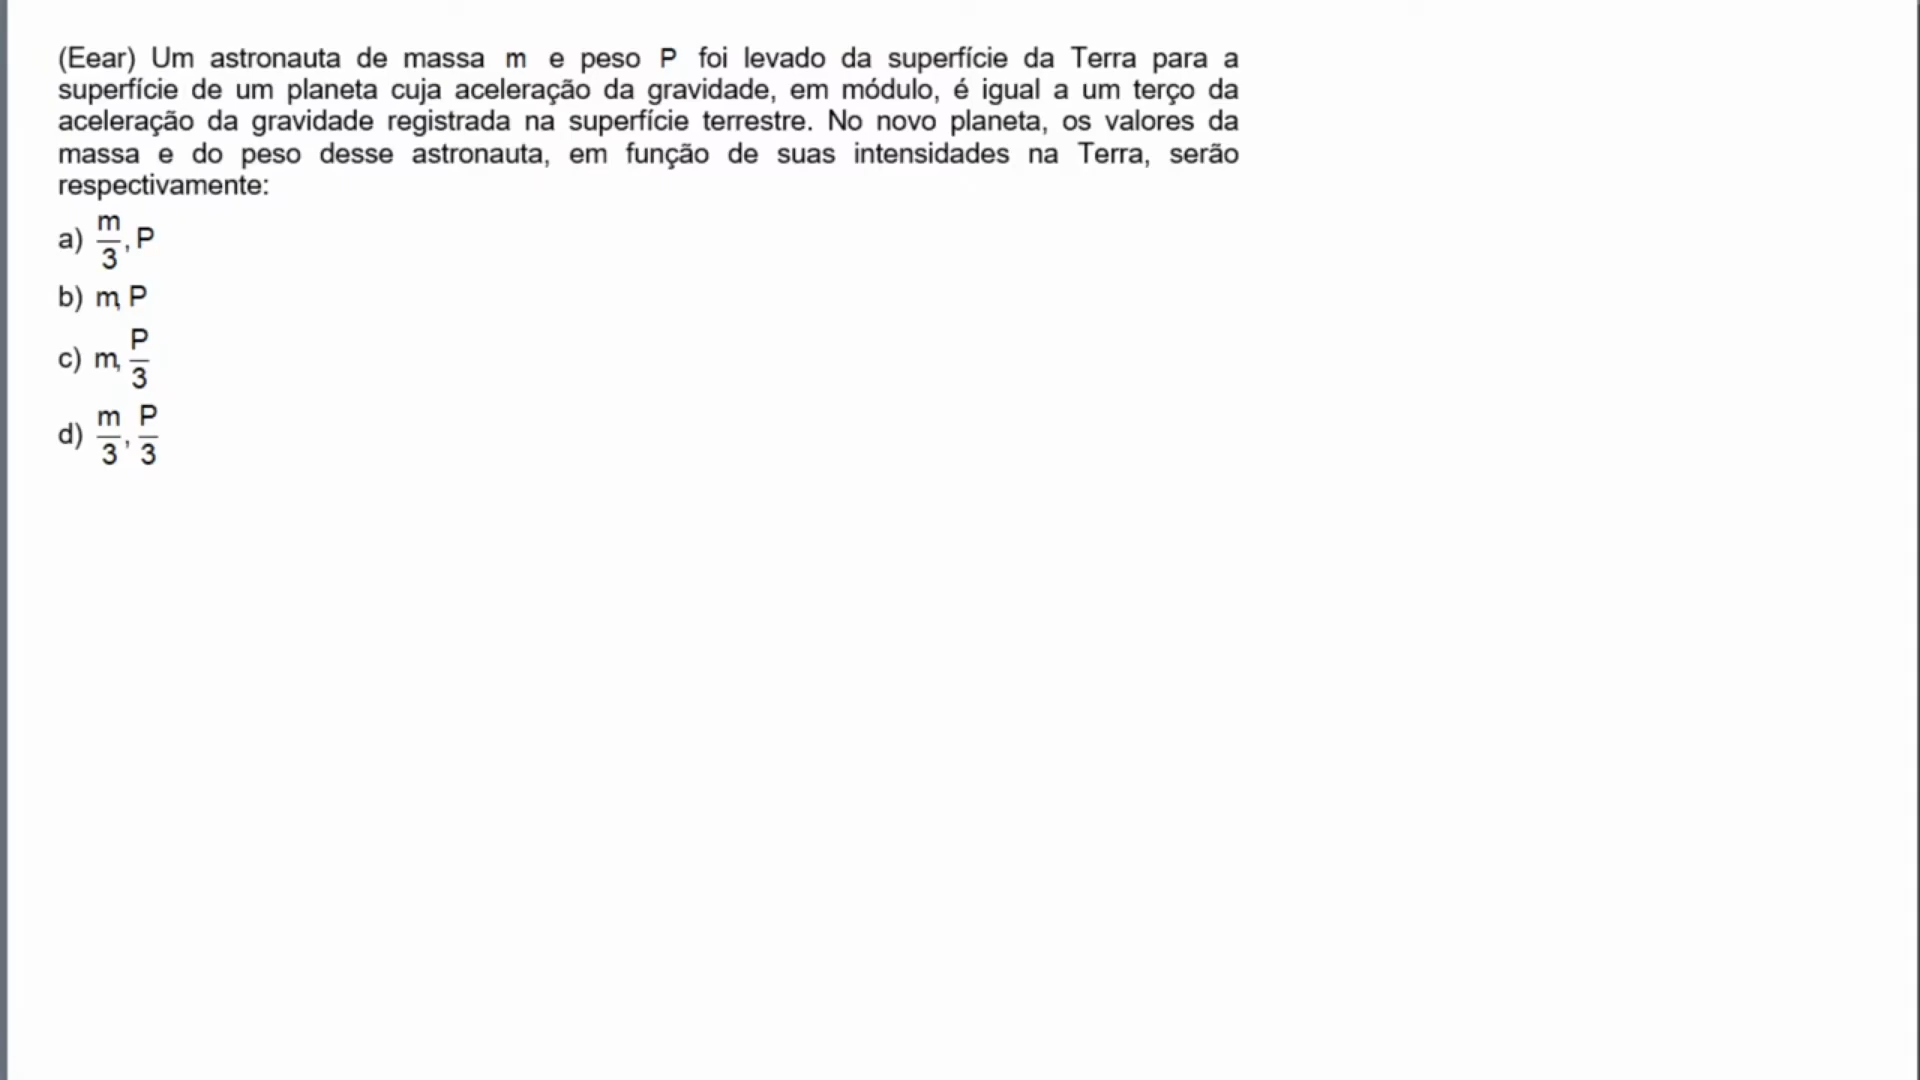 (Eear) Um astronauta de massa m e peso P foi levado da superfície da Terra para a
superfície de um planeta cuja aceleração da gravidade, em módulo, é igual a um terço da
aceleração da gravidade registrada na superfície terrestre. No novo planeta, os valores da
massa e do peso desse astronauta, em função de suas intensidades na Terra, serão
respectivamente:
a) m/3, P
b) m, P
c) m, P/3
d) m/3, P/3